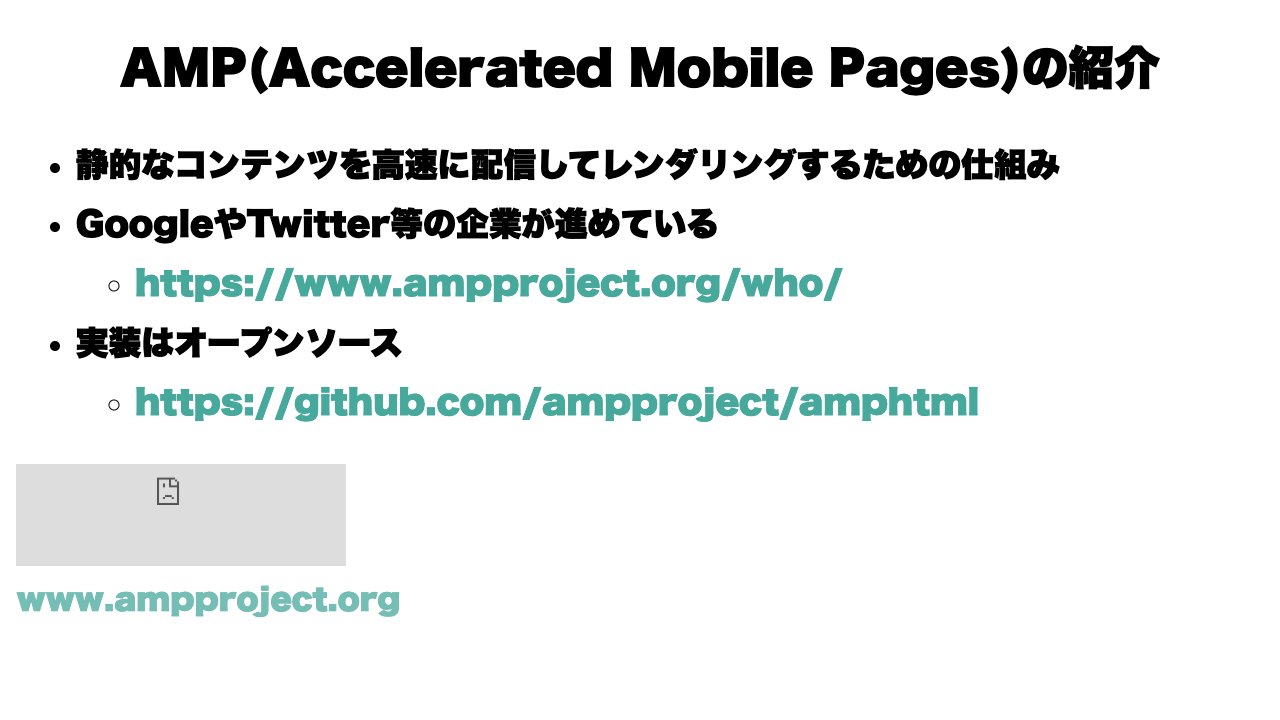 AMP(Accelerated Mobile Pages)の紹介
静的なコンテンツを高速に配信してレンダリングするための仕組み
GoogleやTwitter等の企業が進めている
https://www.ampproject.org/who/
実装はオープンソース
https://github.com/ampproject/amphtml
www.ampproject.org